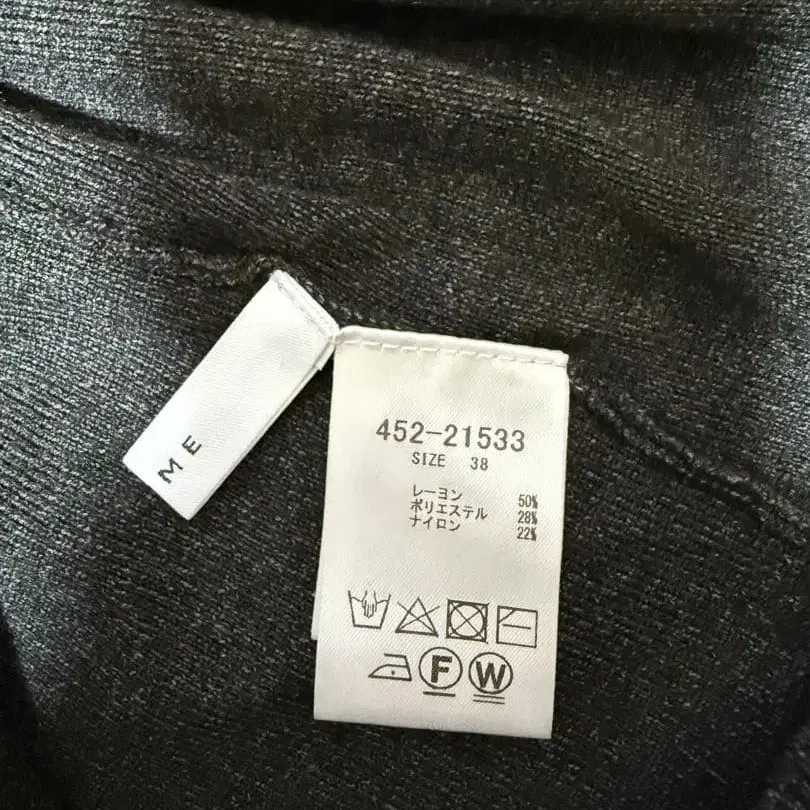 ME
452-21533
SIZE 38
レーヨン 50%
ポリエステル 28%
ナイロン 22%
F W